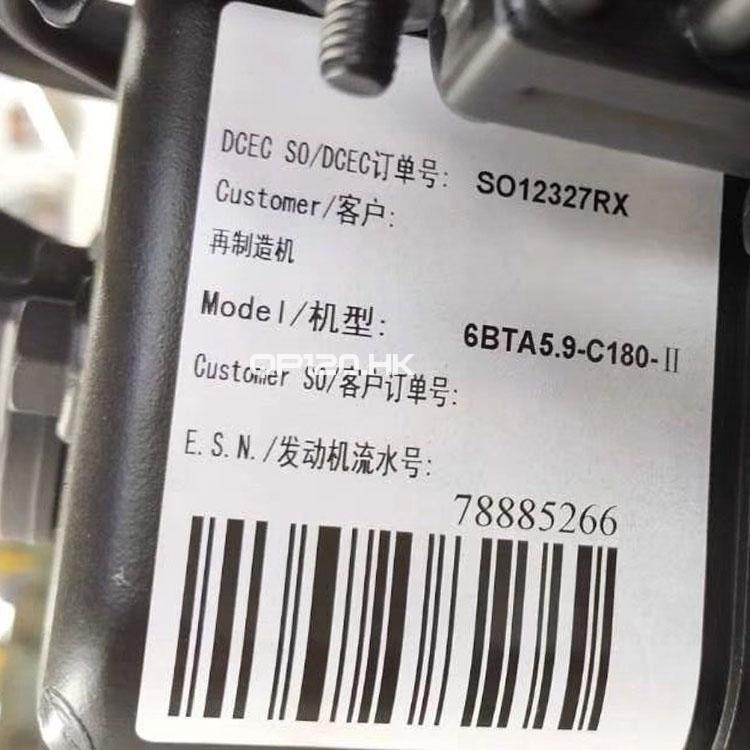 DCEC SO/DCEC订单号: SO12327RX
Customer/客户:
再制造机
Model/机型: 6BTA5.9-C180-II
QP120.HK
Customer SO/客户订单号:
E.S.N./发动机流水号:
78885266